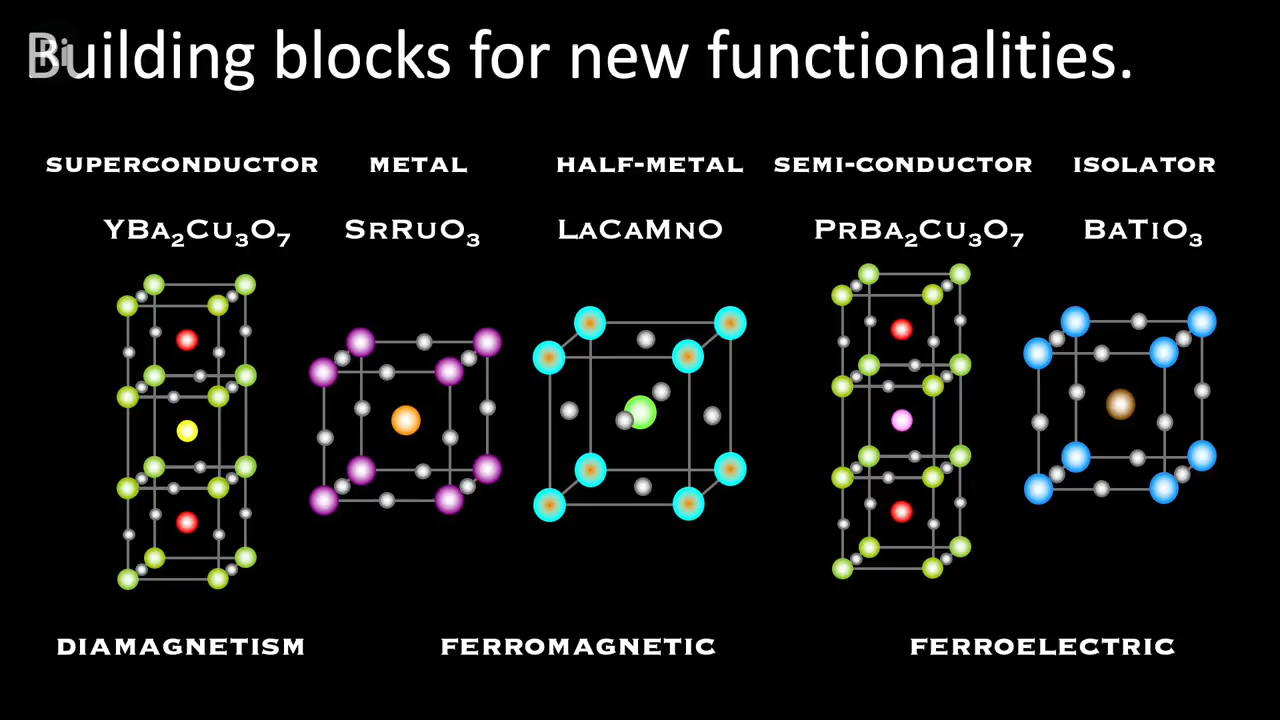 Building blocks for new functionalities.
Ri
SUPERCONDUCTOR METAL HALF-METAL SEMI-CONDUCTOR ISOLATOR
YBa₂Cu₃O₇ SrRuO₃ LaCaMnO PrBa₂Cu₃O₇ BaTiO₃
DIAMAGNETISM FERROMAGNETIC FERROELECTRIC